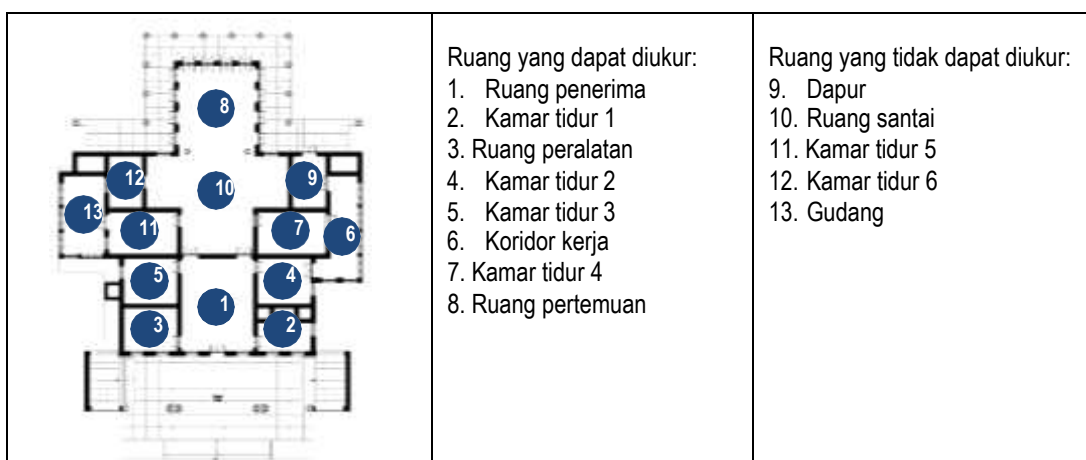 8
12
10
9
13
11
7
6
5
4
1
3
2
Ruang yang dapat diukur:
1. Ruang penerima
2. Kamar tidur 1
3. Ruang peralatan
4. Kamar tidur 2
5. Kamar tidur 3
6. Koridor kerja
7. Kamar tidur 4
8. Ruang pertemuan
Ruang yang tidak dapat diukur:
9. Dapur
10. Ruang santai
11. Kamar tidur 5
12. Kamar tidur 6
13. Gudang